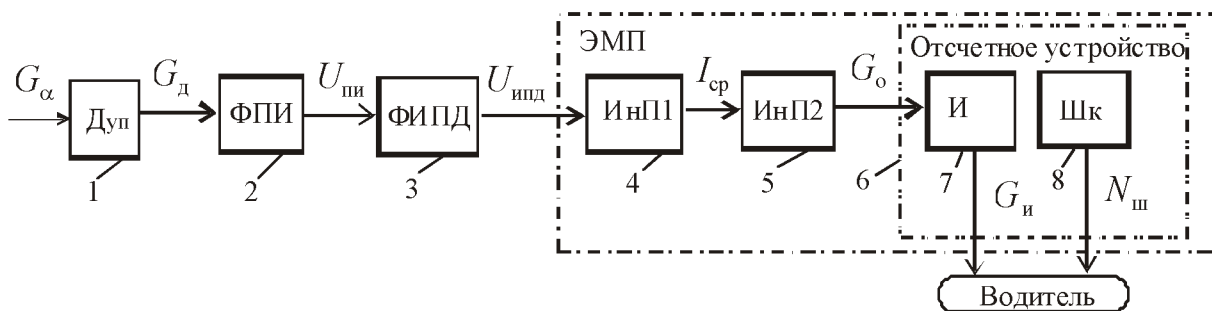 ЭМП
Отсчетное устройство
Gα
Gд
Uпи
Uипд
Iср
Gо
Дуп
ФПИ
ФИПД
ИнП1
ИнП2
И
Шк
1
2
3
4
5
6
7
8
Gи
Nш
Водитель